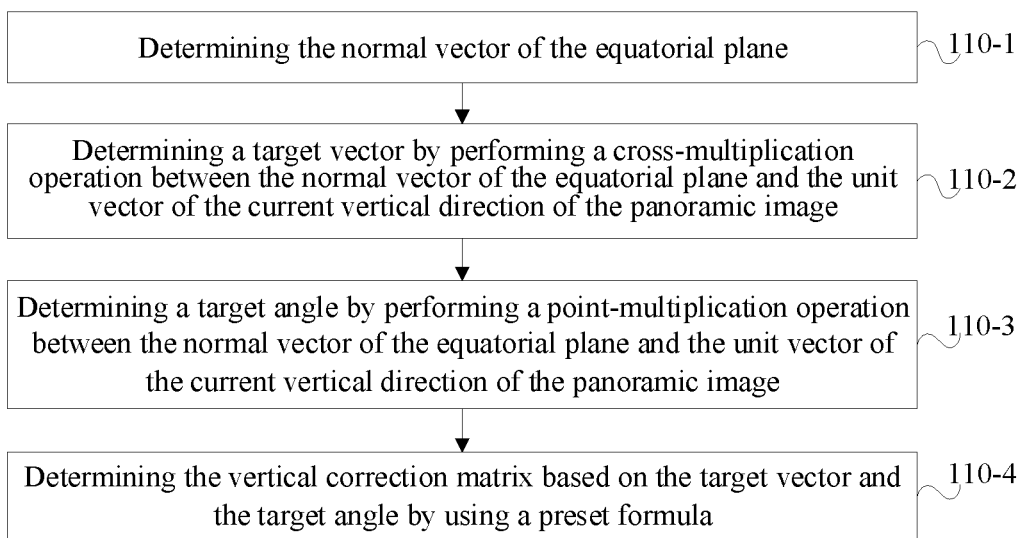 Determining the normal vector of the equatorial plane
110-1
Determining a target vector by performing a cross-multiplication
operation between the normal vector of the equatorial plane and the unit
vector of the current vertical direction of the panoramic image
110-2
Determining a target angle by performing a point-multiplication operation
between the normal vector of the equatorial plane and the unit vector of
the current vertical direction of the panoramic image
110-3
Determining the vertical correction matrix based on the target vector and
the target angle by using a preset formula
110-4